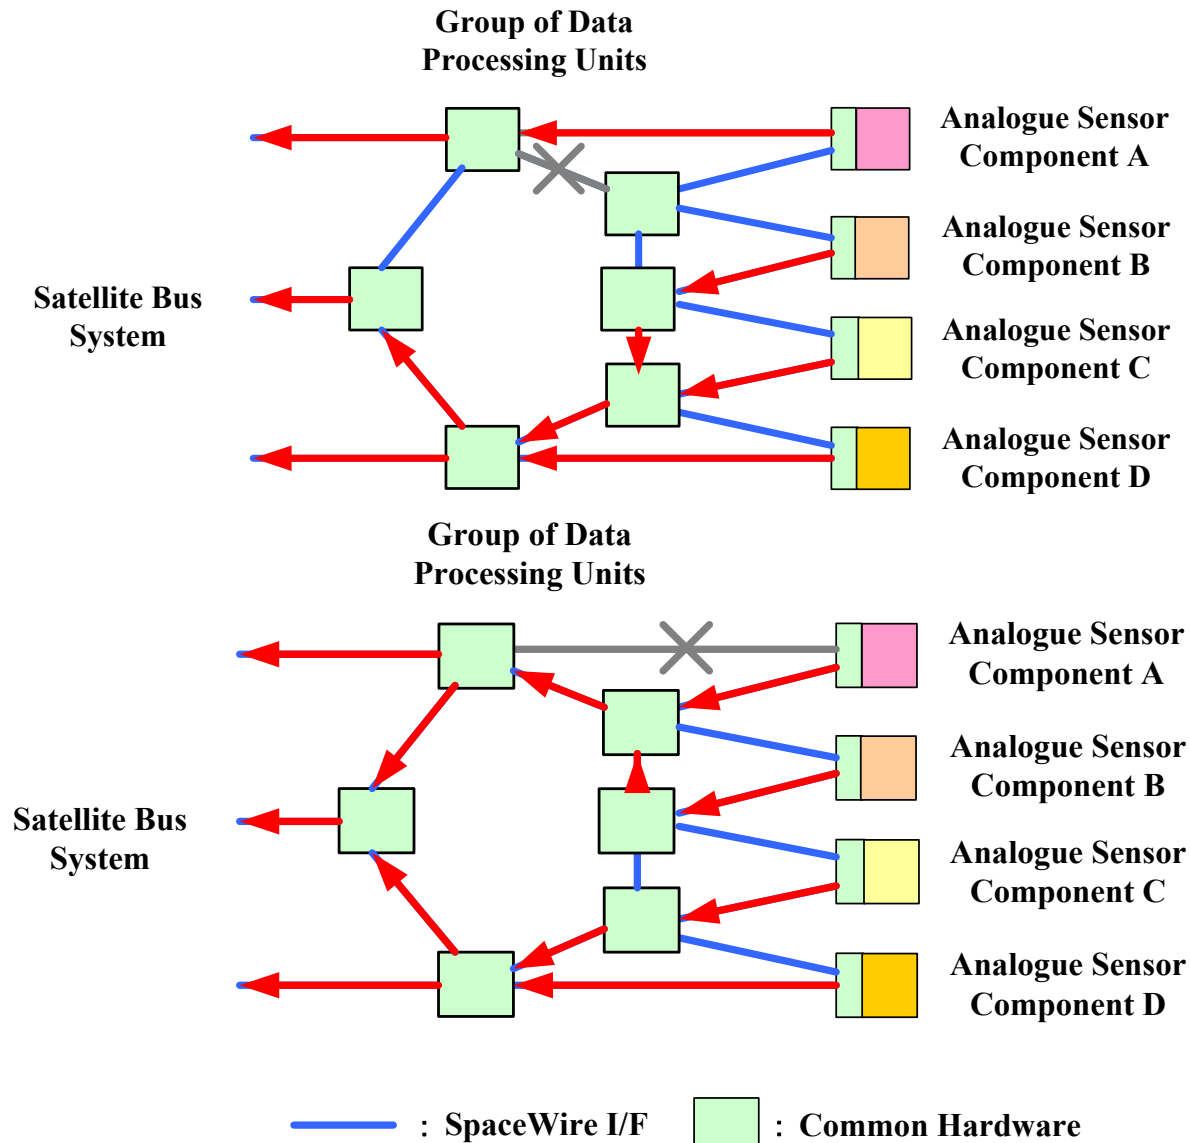 Group of Data
Processing Units
Analogue Sensor
Component A
Analogue Sensor
Component B
Satellite Bus
System
Analogue Sensor
Component C
Analogue Sensor
Component D
Group of Data
Processing Units
Analogue Sensor
Component A
Analogue Sensor
Component B
Satellite Bus
System
Analogue Sensor
Component C
Analogue Sensor
Component D
: SpaceWire I/F : Common Hardware